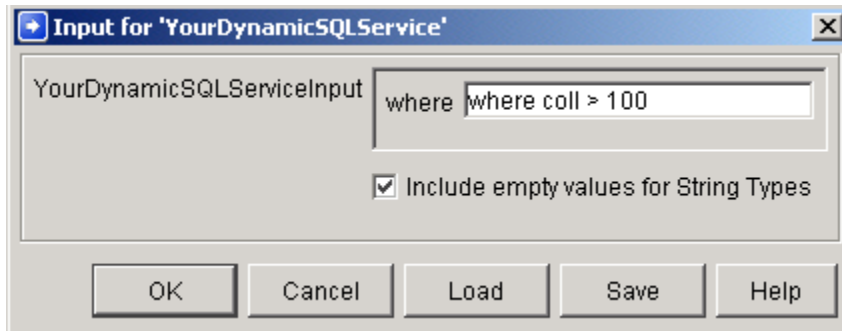 Input for 'YourDynamicSQLService'
YourDynamicSQLServiceInput
where where coll > 100
Include empty values for String Types
OK Cancel Load Save Help